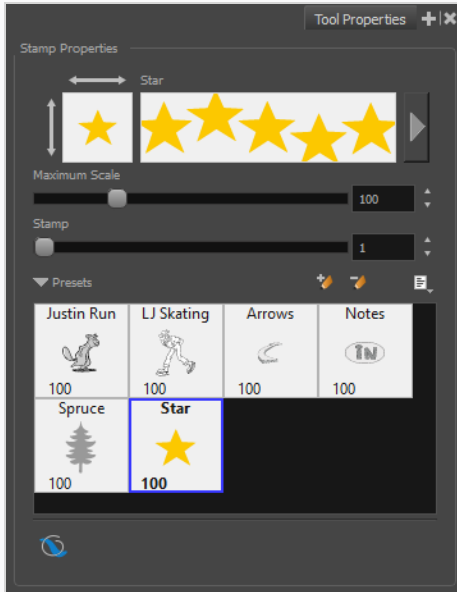 Tool Properties
Stamp Properties
Star
Maximum Scale
100
Stamp
1
Presets
Justin Run
LJ Skating
Arrows
Notes
IN
100
100
100
100
Spruce
Star
100
100